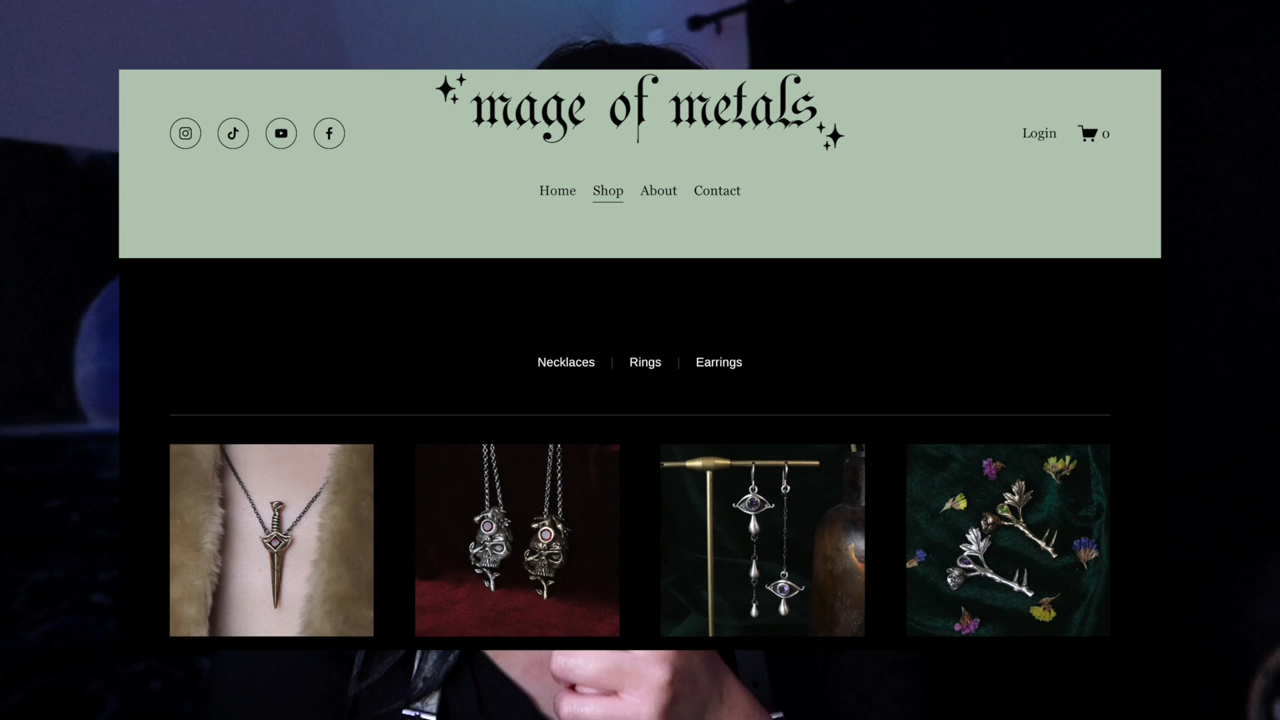 mage of metals
Login
0
Home Shop About Contact
Necklaces | Rings | Earrings